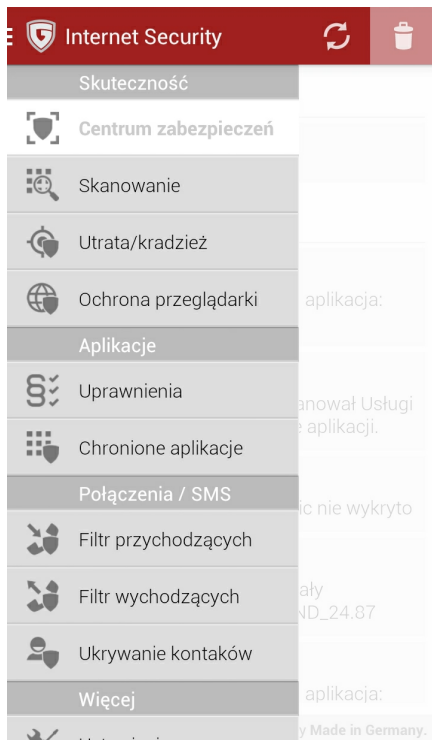 Internet Security
Skuteczność
Centrum zabezpieczeń
Skanowanie
Utrata/kradzież
Ochrona przeglądarki
aplikacja:
Aplikacje
Uprawnienia
anował Usługi
aplikacji.
Chronione aplikacje
Połączenia / SMS
ic nie wykryto
Filtr przychodzących
Filtr wychodzących
ały
ND_24.87
Ukrywanie kontaków
Więcej
aplikacja:
y Made in Germany.